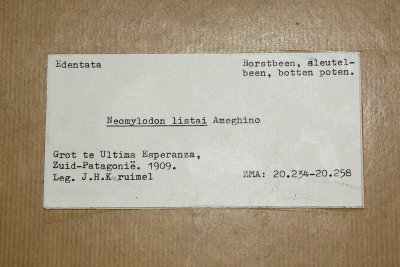 Edentata
Borstbeen, sleutel-
been, botten poten.
Neomylodon listai Ameghino
Grot te Ultima Esperanza,
Zuid-Patagonië. 1909.
Leg. J.H.Kruimel
ZMA: 20.234-20.258